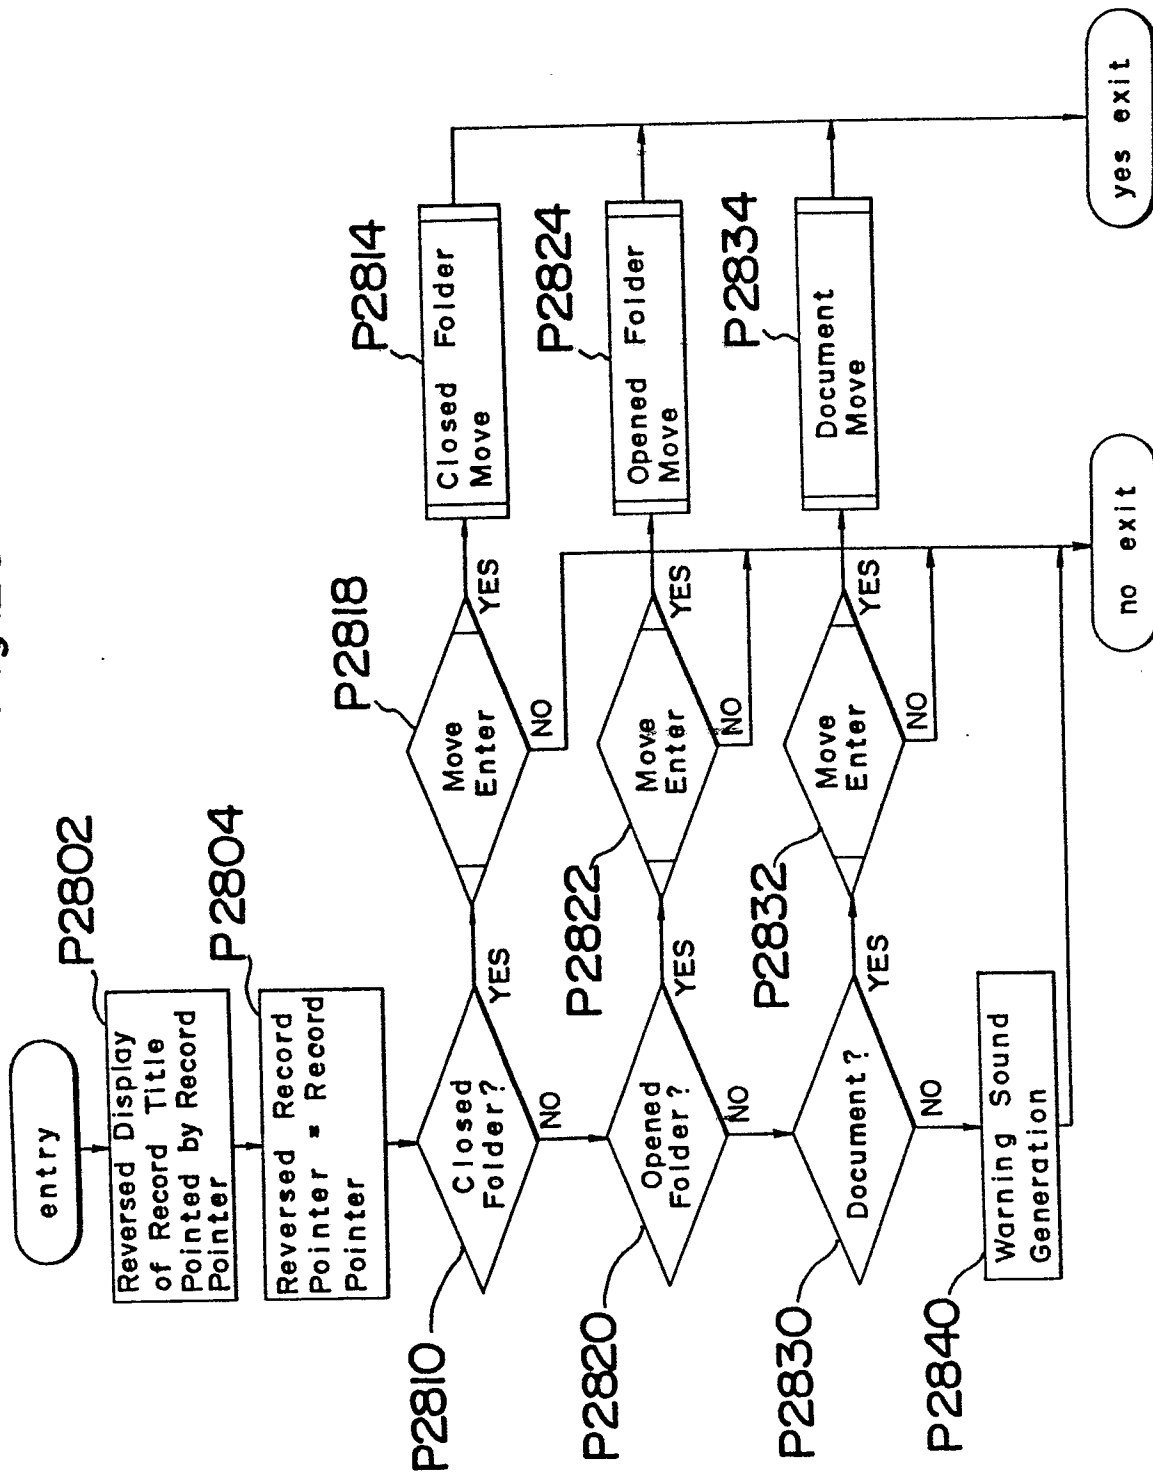 entry
P2802
Reversed Display
of Record Title
Pointed by Record
Pointer
P2804
Reversed Record
Pointer = Record
Pointer
P2810
Closed
Folder?
YES
NO
P2818
Move
Enter
YES
NO
P2814
Closed Folder
Move
P2820
Opened
Folder?
YES
NO
P2822
Move
Enter
YES
NO
P2824
Opened Folder
Move
P2830
Document?
YES
NO
P2832
Move
Enter
YES
NO
P2834
Document
Move
P2840
Warning Sound
Generation
no exit
yes exit